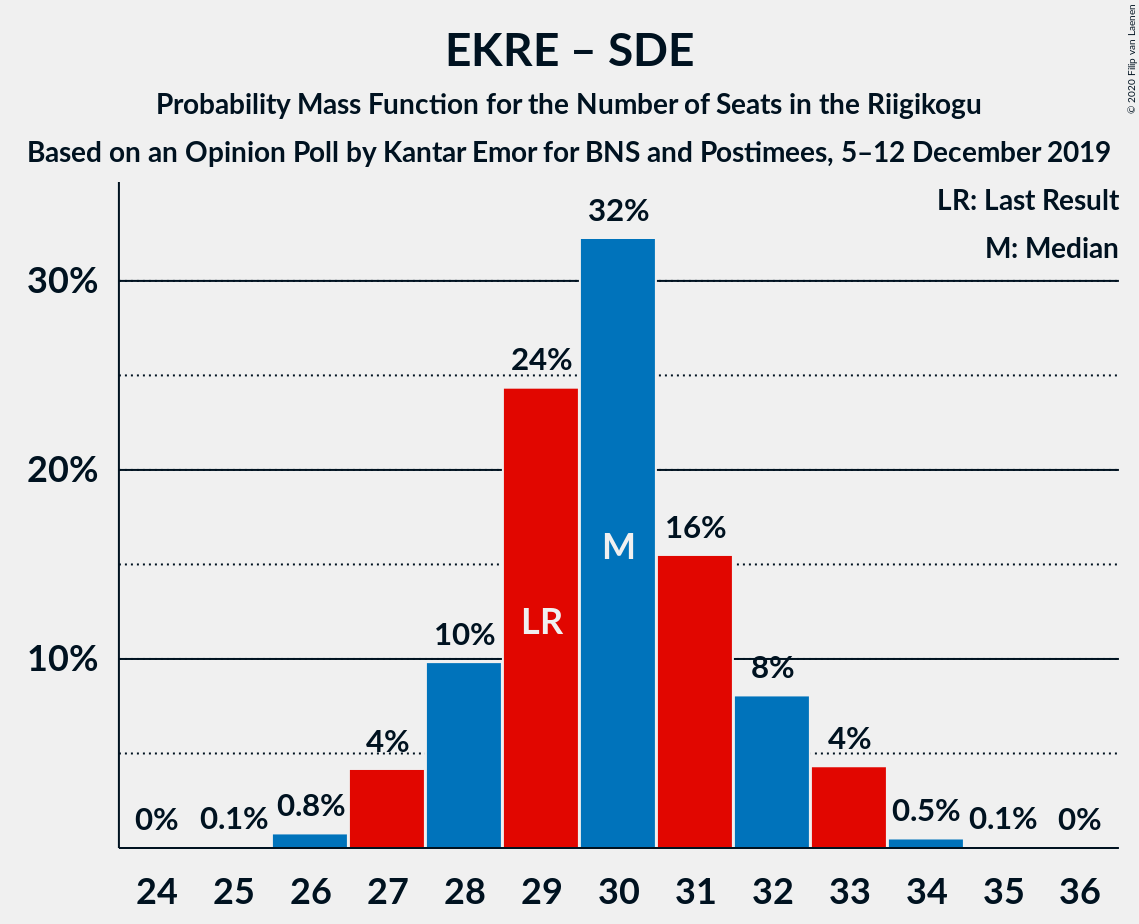 EKRE – SDE
Probability Mass Function for the Number of Seats in the Riigikogu
Based on an Opinion Poll by Kantar Emor for BNS and Postimees, 5–12 December 2019
© 2020 Filip van Laenen
LR: Last Result
M: Median
30%
20%
10%
0%
0.1%
0.8%
4%
10%
24%
32%
16%
8%
4%
0.5%
0.1%
0%
LR
M
24 25 26 27 28 29 30 31 32 33 34 35 36